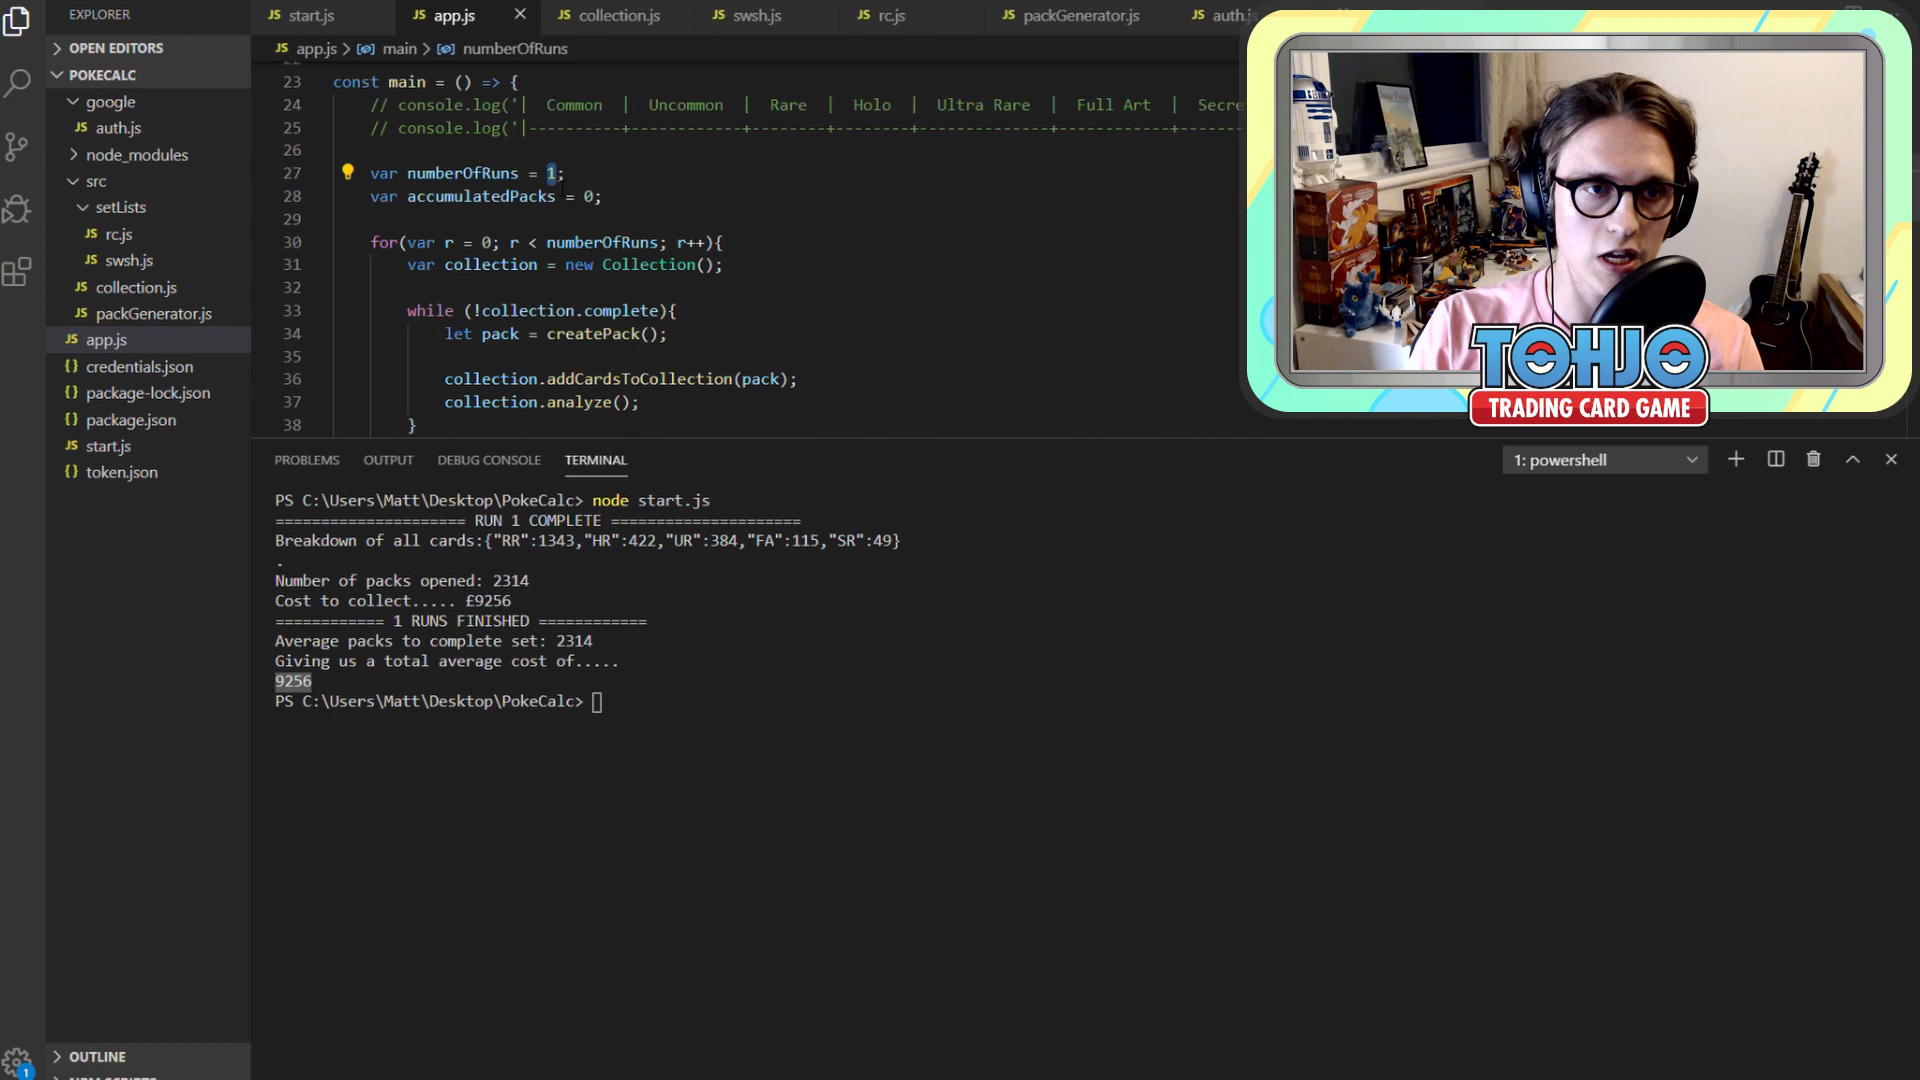 EXPLORER
OPEN EDITORS
POKECALC
google
JS auth.js
node_modules
src
setLists
JS rc.js
JS swsh.js
JS collection.js
JS packGenerator.js
JS app.js
{} credentials.json
{} package-lock.json
{} package.json
JS start.js
{} token.json
OUTLINE
1
JS start.js
JS app.js
JS collection.js
JS swsh.js
JS rc.js
JS packGenerator.js
JS auth.js
JS app.js > main > numberOfRuns
23 const main = () => {
24 // console.log('| Common | Uncommon | Rare | Holo | Ultra Rare | Full Art | Secre
25 // console.log('|----------+------------+--------+--------+---------------+------------+-------
26
27 var numberOfRuns = 1;
28 var accumulatedPacks = 0;
29
30 for(var r = 0; r < numberOfRuns; r++){
31 var collection = new Collection();
32
33 while (!collection.complete){
34 let pack = createPack();
35
36 collection.addCardsToCollection(pack);
37 collection.analyze();
38 }
TOHJO
TRADING CARD GAME
PROBLEMS OUTPUT DEBUG CONSOLE TERMINAL
1: powershell
PS C:\Users\Matt\Desktop\PokeCalc> node start.js
===================== RUN 1 COMPLETE =====================
Breakdown of all cards:{"RR":1343,"HR":422,"UR":384,"FA":115,"SR":49}
.
Number of packs opened: 2314
Cost to collect..... £9256
============ 1 RUNS FINISHED ============
Average packs to complete set: 2314
Giving us a total average cost of.....
9256
PS C:\Users\Matt\Desktop\PokeCalc>